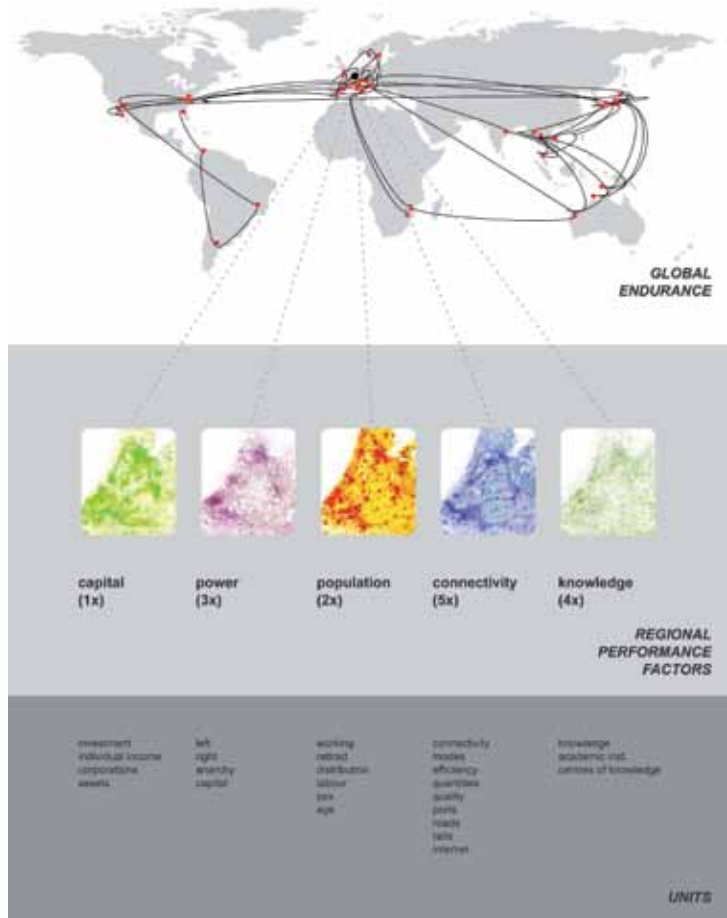 GLOBAL
ENDURANCE
capital
(1x)
power
(3x)
population
(2x)
connectivity
(5x)
knowledge
(4x)
REGIONAL
PERFORMANCE
FACTORS
investment
individual income
corporations
assets
left
right
anarchy
capital
working
retired
distribution
labour
sex
age
connectivity
modes
efficiency
quantities
quality
ports
roads
rails
internet
knowledge
academic inst.
centres of knowledge
UNITS